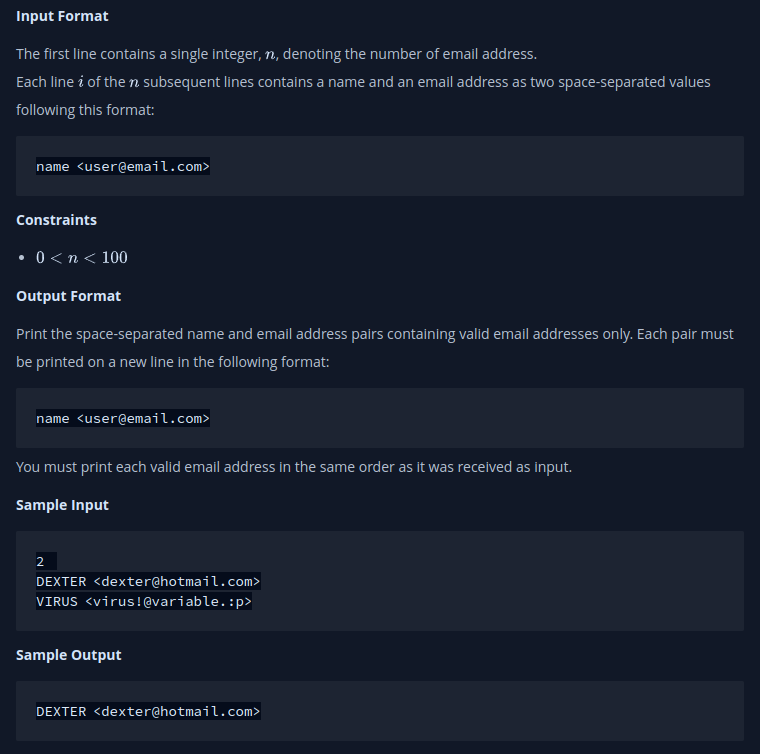 Input Format
The first line contains a single integer, n, denoting the number of email address.
Each line i of the n subsequent lines contains a name and an email address as two space-separated values
following this format:
name <user@email.com>
Constraints
• 0 < n < 100
Output Format
Print the space-separated name and email address pairs containing valid email addresses only. Each pair must
be printed on a new line in the following format:
name <user@email.com>
You must print each valid email address in the same order as it was received as input.
Sample Input
2
DEXTER <dexter@hotmail.com>
VIRUS <virus!@variable.:p>
Sample Output
DEXTER <dexter@hotmail.com>